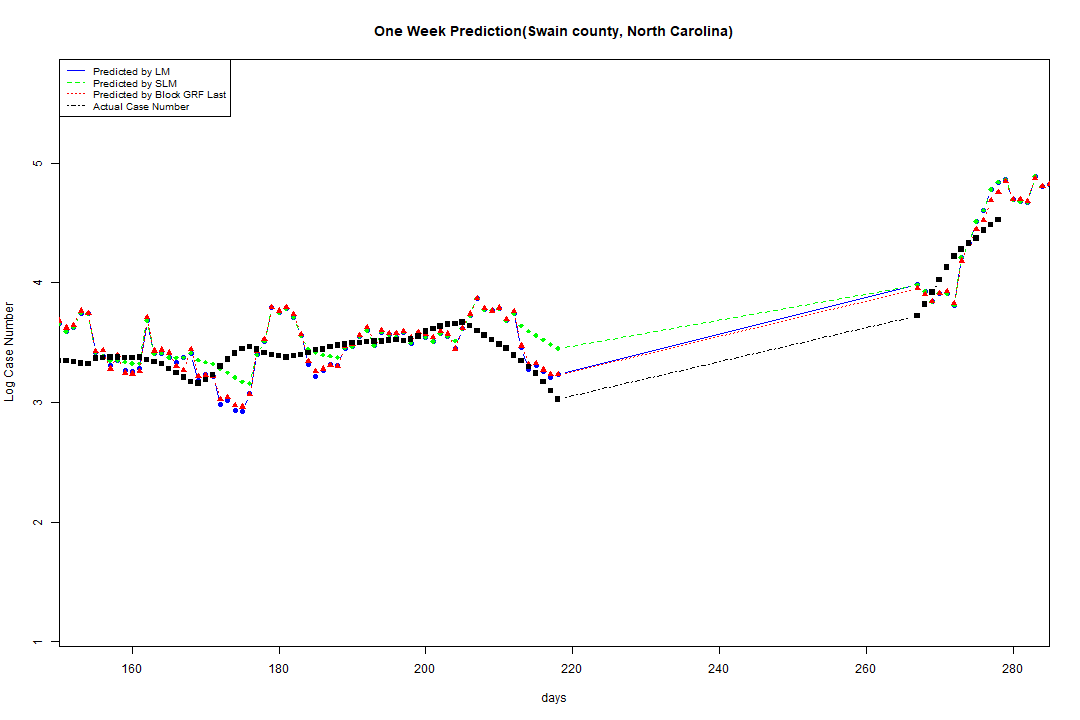 One Week Prediction(Swain county, North Carolina)
Predicted by LM
Predicted by SLM
Predicted by Block GRF Last
Actual Case Number
Log Case Number
5
4
3
2
1
160 180 200 220 240 260 280
days